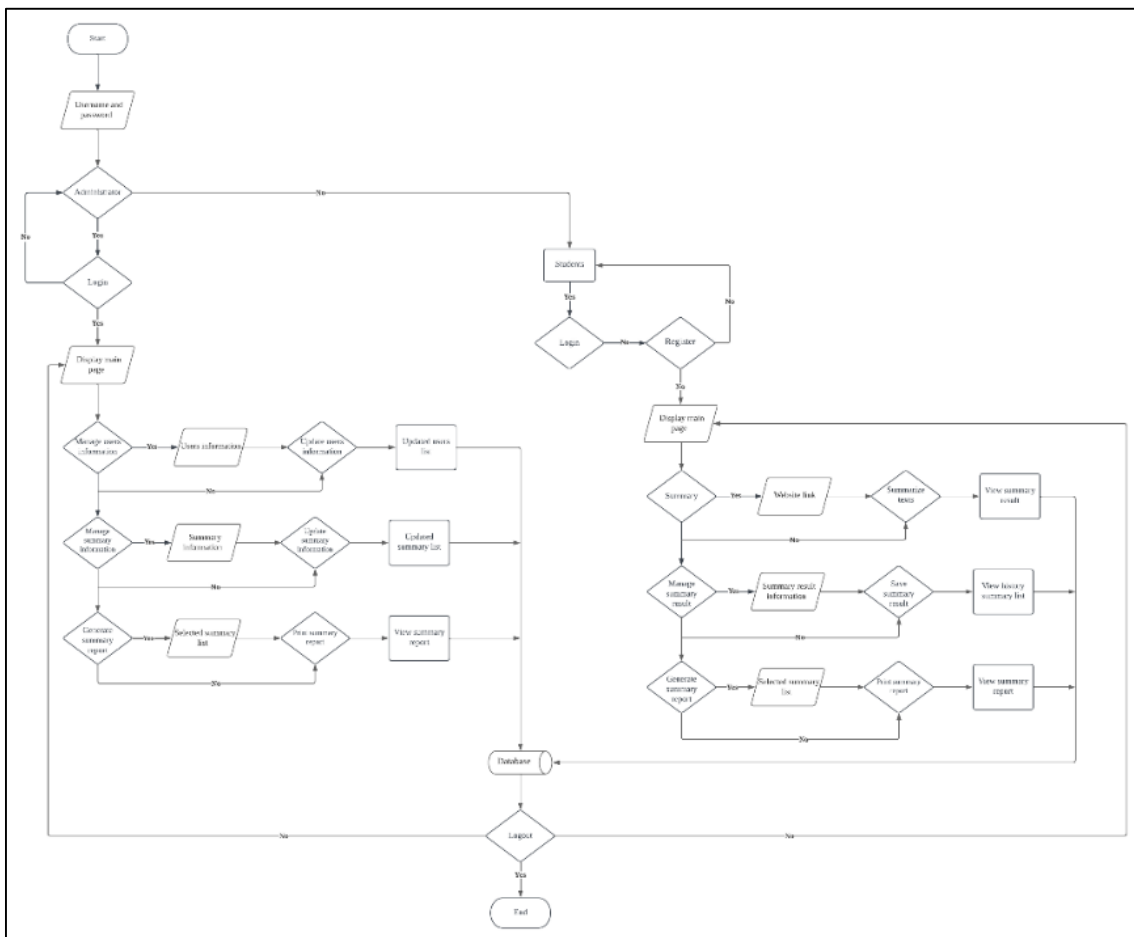 Start
Username and
password
Administrator
No
Yes
No
Login
Yes
Students
Yes
No
Login
No
Register
No
Display main
page
Display main
page
Manage users
information
Yes
Users information
Update users
information
Updated users
list
No
Summary
Yes
Website link
Summarize
texts
View summary
result
No
Manage
summary
information
Yes
Summary
information
Update
summary
information
Updated
summary list
No
Manage
summary
result
Yes
Summary result
information
Save
summary
result
View history
summary list
No
Generate
summary
report
Yes
Selected summary
list
Print summary
report
View summary
report
No
Generate
summary
report
Yes
Selected summary
list
Print summary
report
View summary
report
No
Database
No
Logout
No
Yes
End